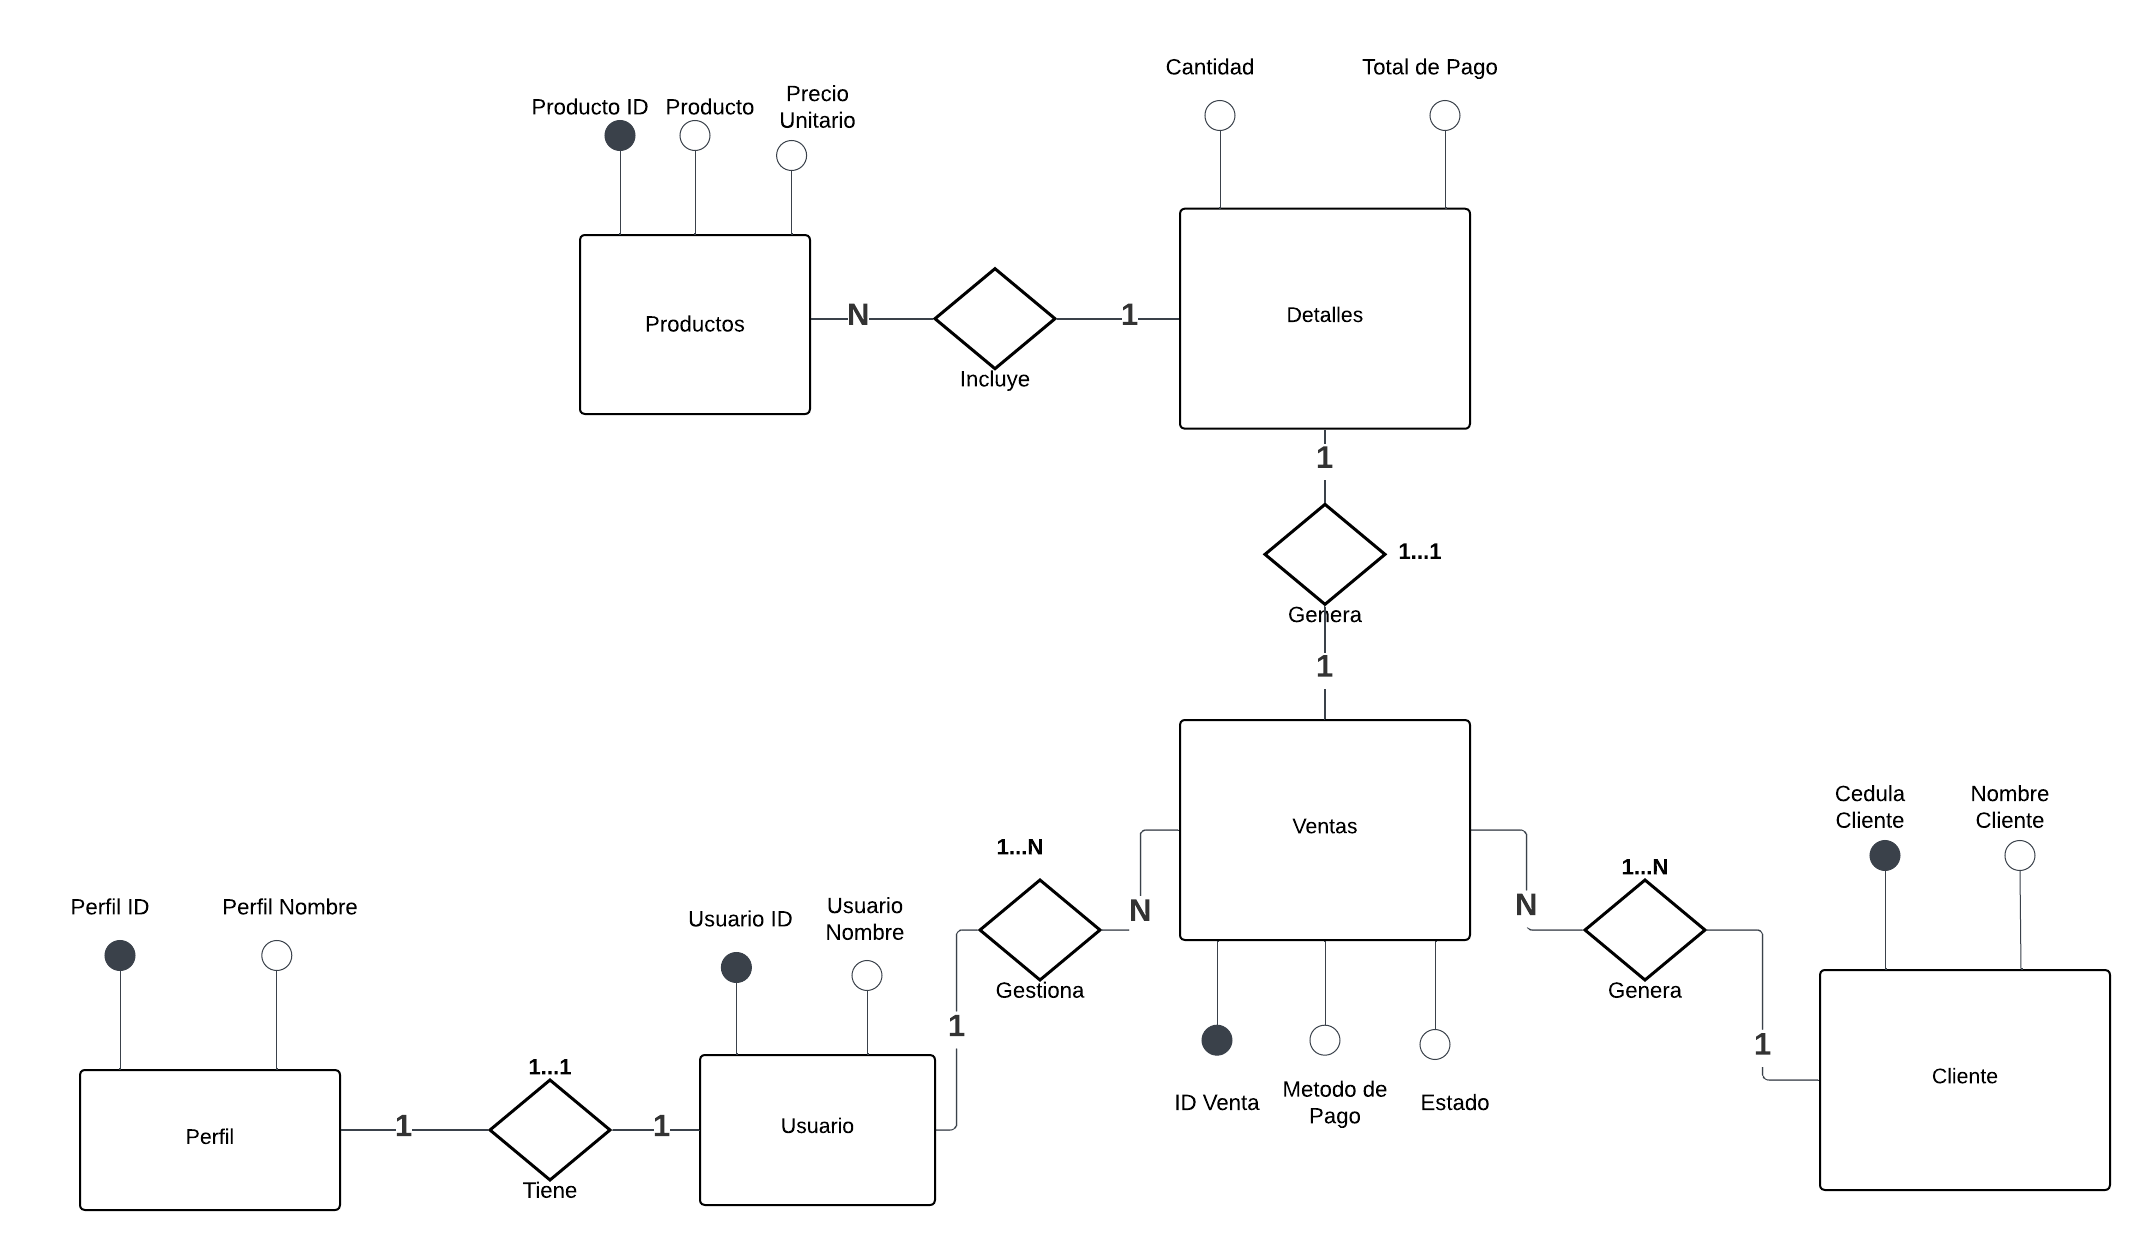 Cantidad
Total de Pago
Producto ID
Producto
Precio
Unitario
Productos
N
Incluye
1
Detalles
1
1...1
Genera
1
Ventas
Cedula
Cliente
Nombre
Cliente
1...N
N
Gestiona
1
1...N
N
Genera
1
Perfil ID
Perfil Nombre
Usuario ID
Usuario
Nombre
ID Venta
Metodo de
Pago
Estado
Cliente
Perfil
1
1...1
Tiene
1
Usuario